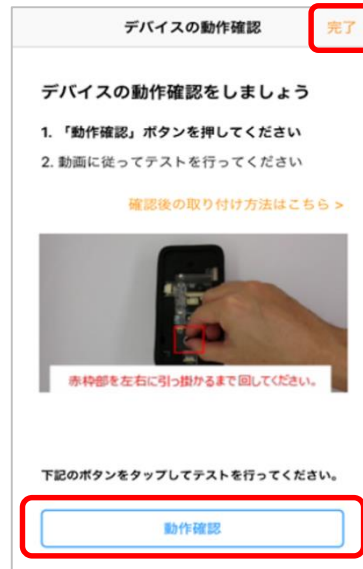 デバイスの動作確認
完了
デバイスの動作確認をしましょう
1. 「動作確認」ボタンを押してください
2. 動画に従ってテストを行ってください
確認後の取り付け方法はこちら >
赤枠部を左右に引っ掛かるまで回してください。
下記のボタンをタップしてテストを行ってください。
動作確認